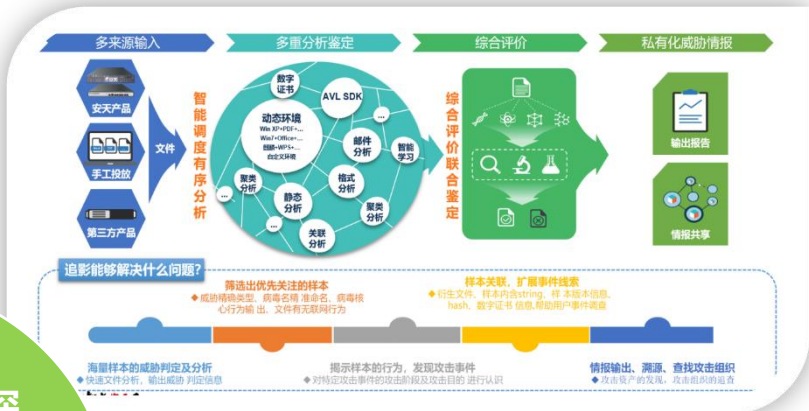 多来源输入
多重分析鉴定
综合评价
私有化威胁情报
安天产品
手工投放
第三方产品
文件
智能调度有序分析
数字
证书
AVL SDK
...
动态环境
Win XP+PDF+...
Win7+Office+...
麒麟+WPS+...
自定义环境
邮件
分析
智能
学习
聚类
分析
格式
分析
静态
分析
聚类
分析
...
...
关联
分析
综合评价联合鉴定
输出报告
情报共享
追影能够解决什么问题?
筛选出优先关注的样本
◆ 威胁精确类型、病毒名精 准命名、病毒核
心行为输 出、文件有无联网行为
样本关联，扩展事件线索
◆ 衍生文件、样本内含string、样 本版本信息、
hash、数字证书 信息,帮助用户事件调查
海量样本的威胁判定及分析
◆ 快速文件分析，输出威胁 判定信息
揭示样本的行为，发现攻击事件
◆ 对特定攻击事件的攻击阶段及攻击目的 进行认识
情报输出、溯源、查找攻击组织
◆ 攻击资产的发现，攻击组织的追查